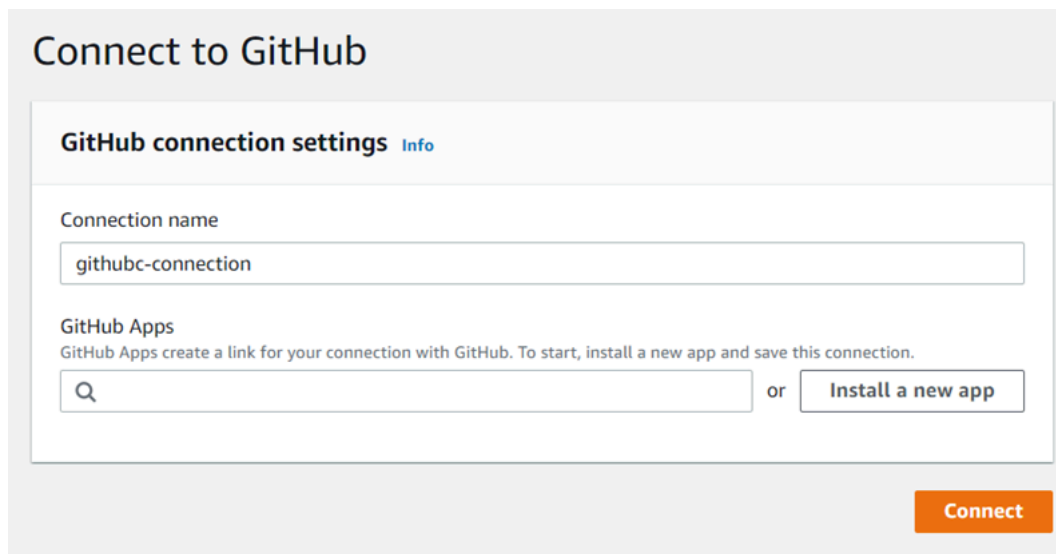 Connect to GitHub
GitHub connection settings Info
Connection name
githubc-connection
GitHub Apps
GitHub Apps create a link for your connection with GitHub. To start, install a new app and save this connection.
or Install a new app
Connect